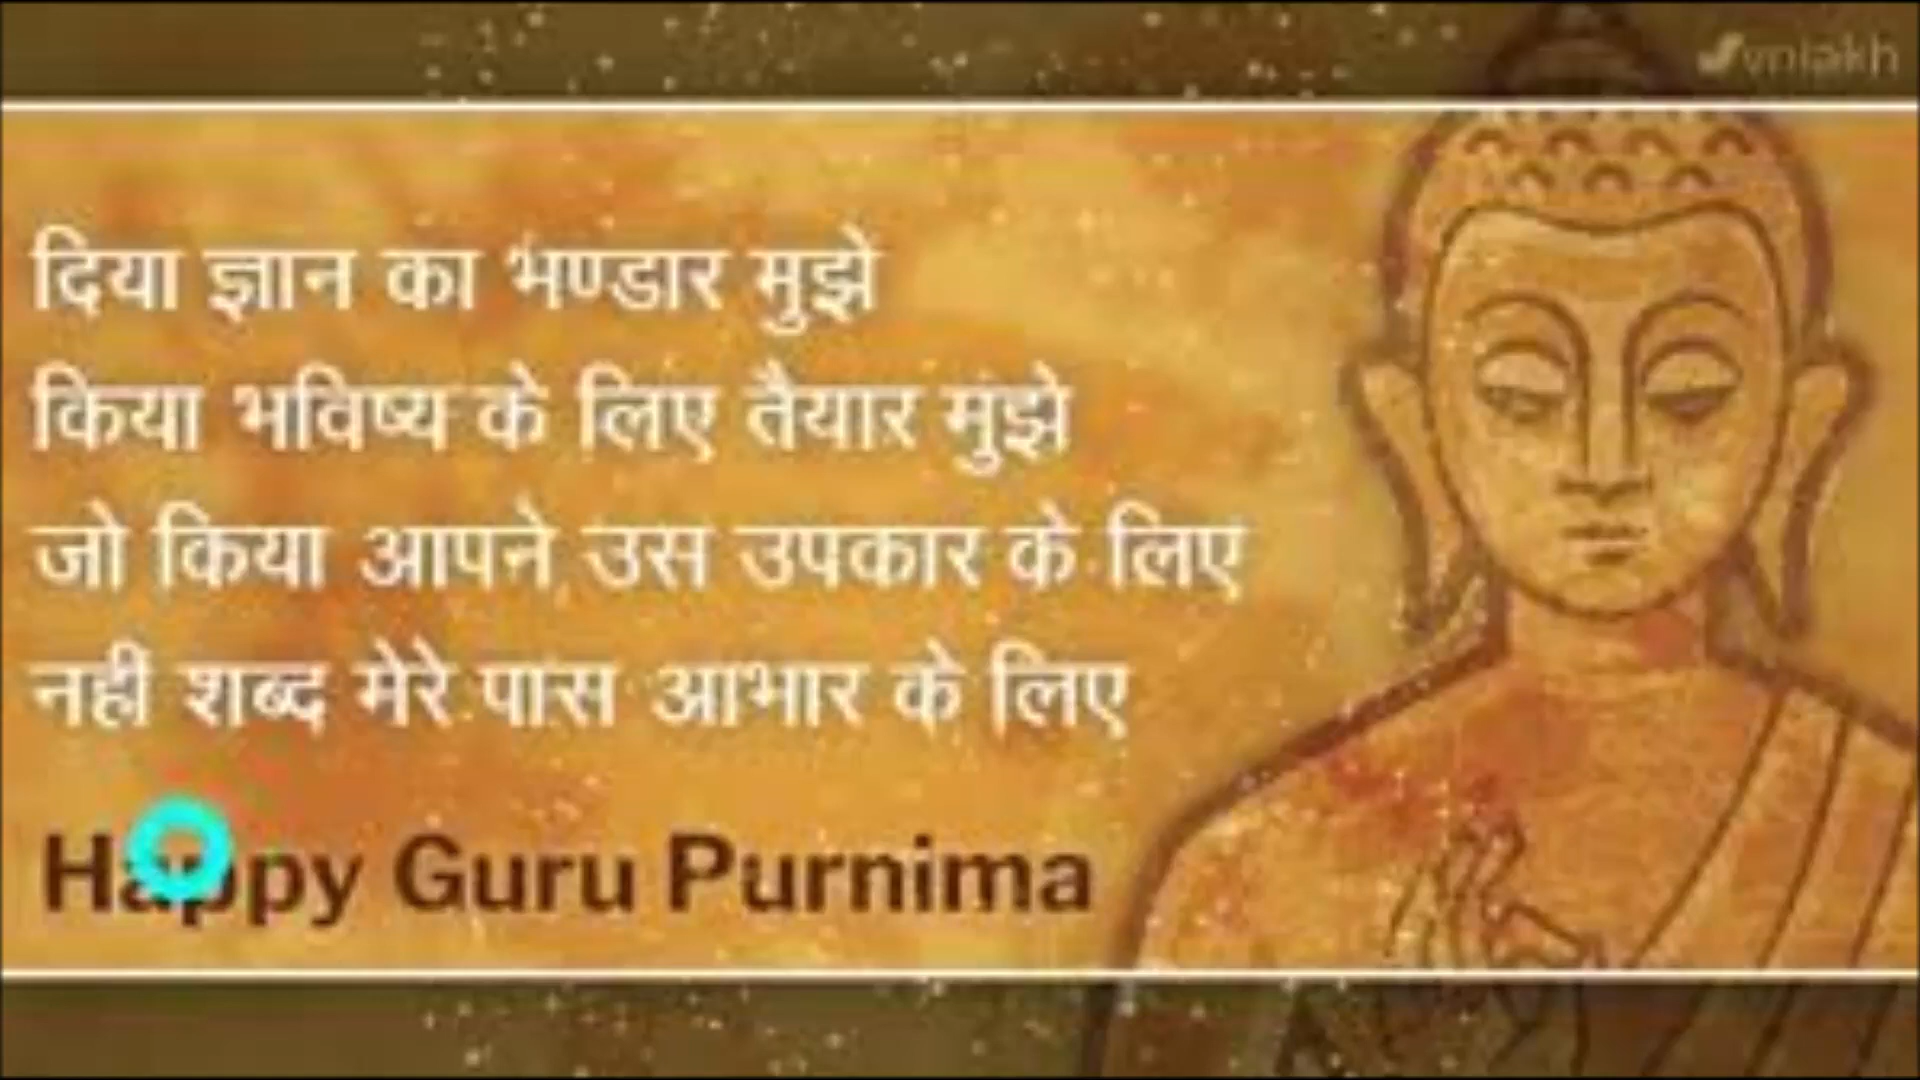 दिया ज्ञान का भण्डार मुझे
किया भविष्य के लिए तैयार मुझे
जो किया आपने उस उपकार के लिए
नहीं शब्द मेरे पास आभार के लिए
Happy Guru Purnima